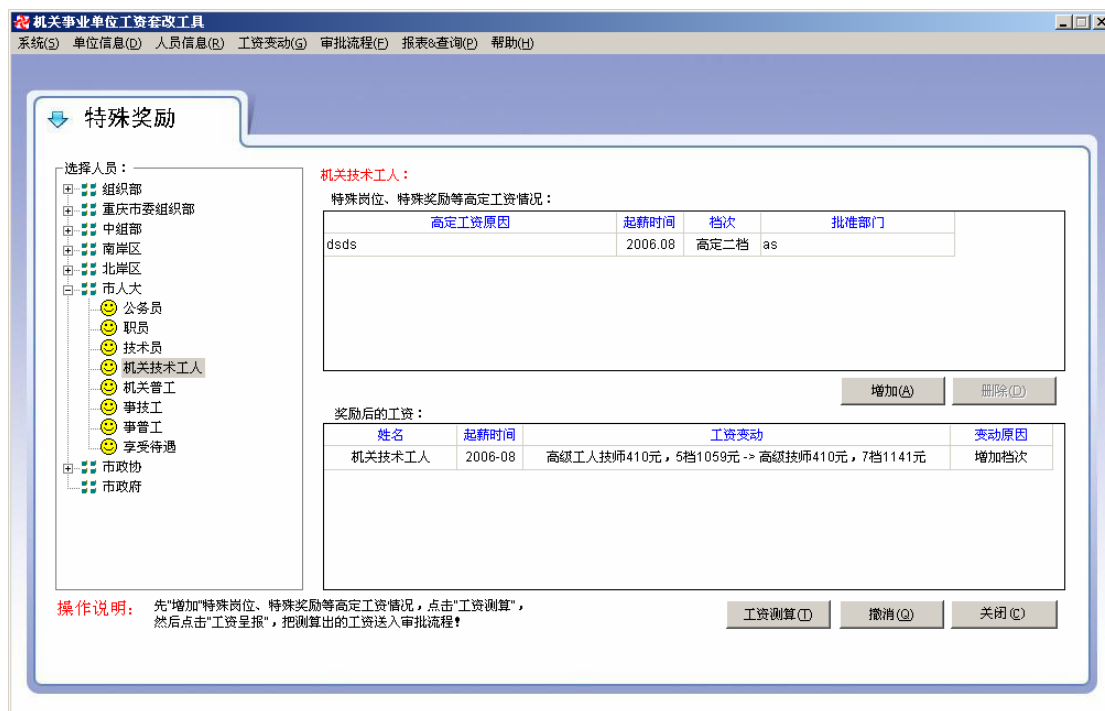 机关事业单位工资套改工具
系统(S) 单位信息(D) 人员信息(R) 工资变动(G) 审批流程(F) 报表&查询(P) 帮助(H)
特殊奖励
选择人员：
组织部
重庆市委组织部
中组部
南岸区
北岸区
市人大
公务员
职员
技术员
机关技术工人
机关普工
事技工
事普工
享受待遇
市政协
市政府
机关技术工人：
特殊岗位、特殊奖励等高定工资情况：
高定工资原因 起薪时间 档次 批准部门
dsds 2006.08 高定二档 as
增加(A) 删除(D)
奖励后的工资：
姓名 起薪时间 工资变动 变动原因
机关技术工人 2006-08 高级工人技师410元，5档1059元 -> 高级技师410元，7档1141元 增加档次
操作说明：
先"增加"特殊岗位、特殊奖励等高定工资情况，点击"工资测算"，
然后点击"工资呈报"，把测算出的工资送入审批流程！
工资测算(T) 撤消(Q) 关闭(C)